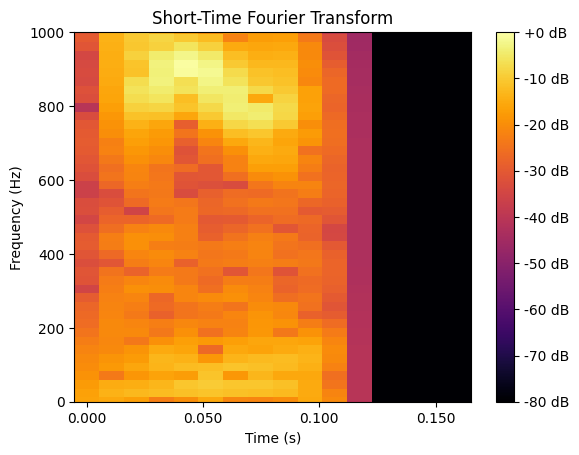 Short-Time Fourier Transform
1000
800
600
400
200
0
Frequency (Hz)
0.000
0.050
0.100
0.150
Time (s)
+0 dB
-10 dB
-20 dB
-30 dB
-40 dB
-50 dB
-60 dB
-70 dB
-80 dB